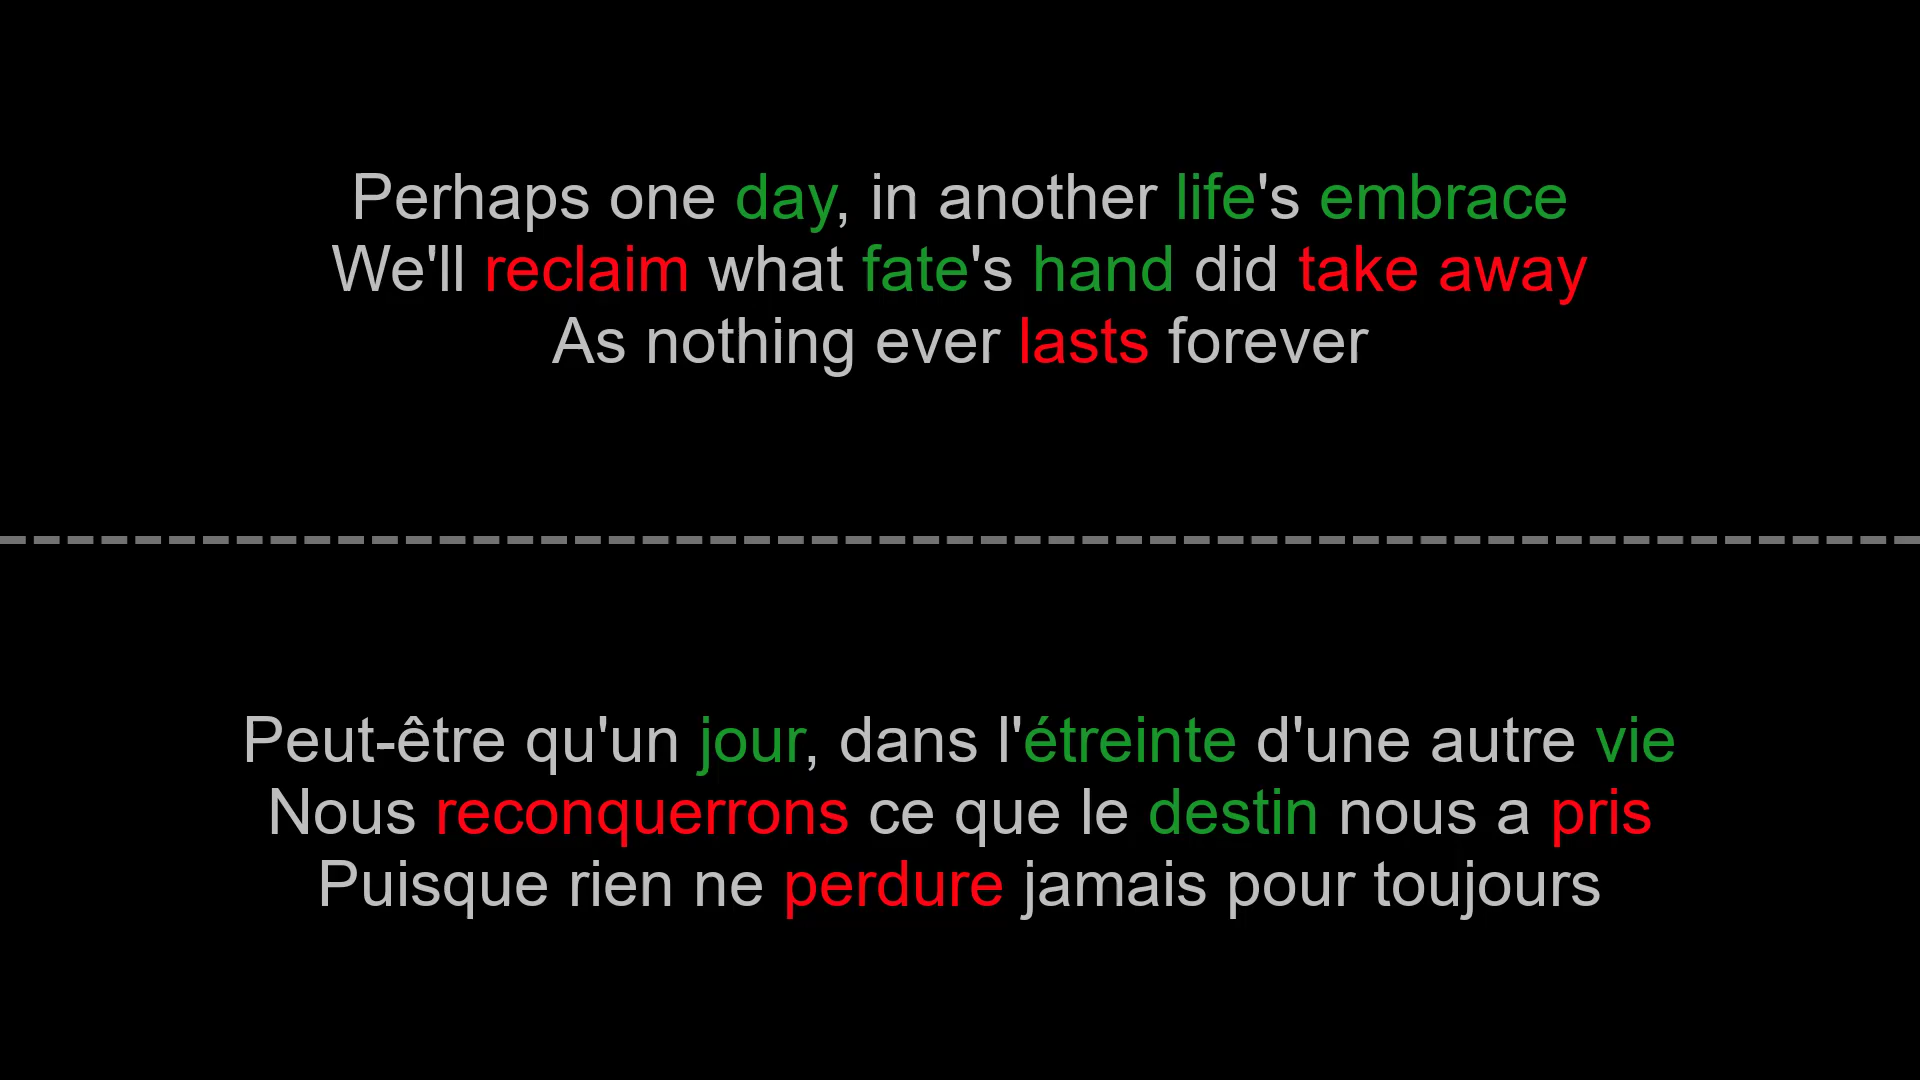 Perhaps one day, in another life's embrace
We'll reclaim what fate's hand did take away
As nothing ever lasts forever
Peut-être qu'un jour, dans l'étreinte d'une autre vie
Nous reconquerrons ce que le destin nous a pris
Puisque rien ne perdure jamais pour toujours